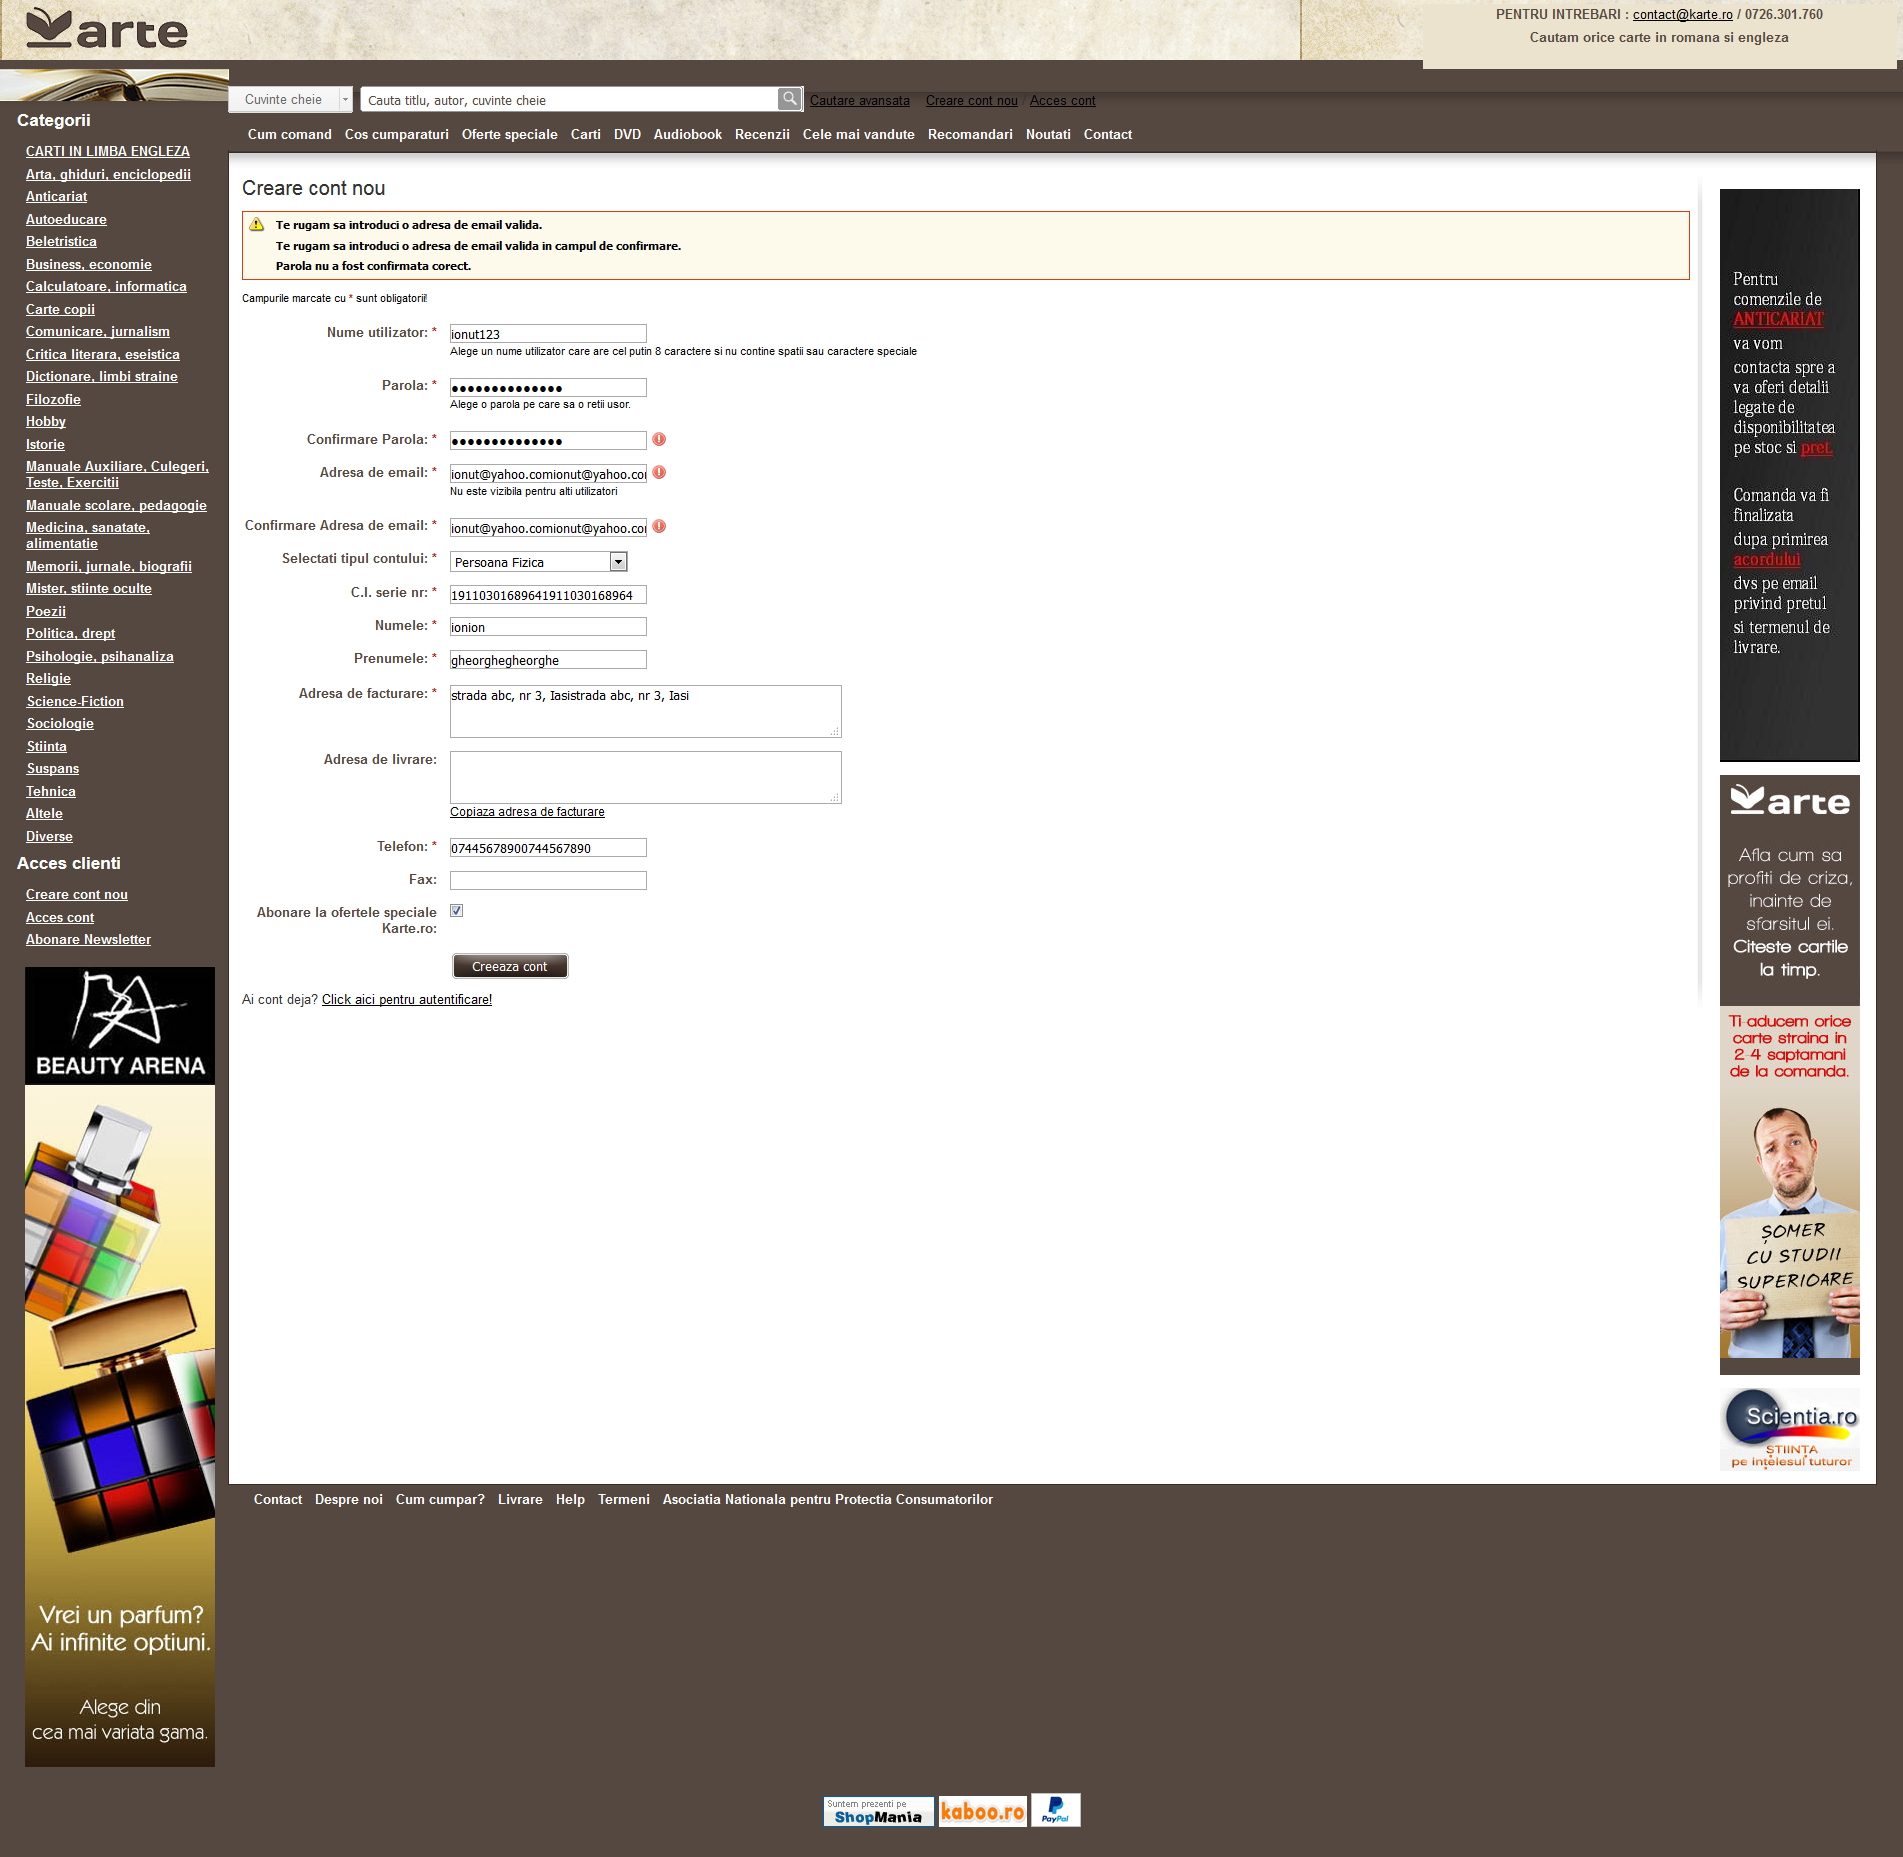 Karte
PENTRU INTREBARI : contact@karte.ro / 0726.301.760
Cautam orice carte in romana si engleza
Cuvinte cheie
Cauta titlu, autor, cuvinte cheie
Cautare avansata
Creare cont nou / Acces cont
Cum comand Cos cumparaturi Oferte speciale Carti DVD Audiobook Recenzii Cele mai vandute Recomandari Noutati Contact
Categorii
CARTI IN LIMBA ENGLEZA
Arta, ghiduri, enciclopedii
Anticariat
Autoeducare
Beletristica
Business, economie
Calculatoare, informatica
Carte copii
Comunicare, jurnalism
Critica literara, eseistica
Dictionare, limbi straine
Filozofie
Hobby
Istorie
Manuale Auxiliare, Culegeri,
Teste, Exercitii
Manuale scolare, pedagogie
Medicina, sanatate,
alimentatie
Memorii, jurnale, biografii
Mister, stiinte oculte
Poezii
Politica, drept
Psihologie, psihanaliza
Religie
Science-Fiction
Sociologie
Stiinta
Suspans
Tehnica
Altele
Diverse
Acces clienti
Creare cont nou
Acces cont
Abonare Newsletter
BEAUTY ARENA
Vrei un parfum?
Ai infinite optiuni.
Alege din
cea mai variata gama.
Creare cont nou
Te rugam sa introduci o adresa de email valida.
Te rugam sa introduci o adresa de email valida in campul de confirmare.
Parola nu a fost confirmata corect.
Campurile marcate cu * sunt obligatorii!
Nume utilizator: * ionut123
Alege un nume utilizator care are cel putin 8 caractere si nu contine spatii sau caractere speciale
Parola: * ●●●●●●●●●●●●●●
Alege o parola pe care sa o retii usor.
Confirmare Parola: * ●●●●●●●●●●●●●●
Adresa de email: * ionut@yahoo.comionut@yahoo.co
Nu este vizibila pentru alti utilizatori
Confirmare Adresa de email: * ionut@yahoo.comionut@yahoo.co
Selectati tipul contului: * Persoana Fizica
C.I. serie nr: * 19110301689641911030168964
Numele: * ionion
Prenumele: * gheorghegheorghe
Adresa de facturare: * strada abc, nr 3, Iasistrada abc, nr 3, Iasi
Adresa de livrare:
Copiaza adresa de facturare
Telefon: * 07445678900744567890
Fax:
Abonare la ofertele speciale
Karte.ro:
Creeaza cont
Ai cont deja? Click aici pentru autentificare!
Pentru
comenzile de
ANTICARIAT
va vom
contacta spre a
va oferi detalii
legate de
disponibilitatea
pe stoc si pret.
Comanda va fi
finalizata
dupa primirea
acordului
dvs pe email
privind pretul
si termenul de
livrare.
Karte
Afla cum sa
profiti de criza,
inainte de
sfarsitul ei.
Citeste cartile
la timp.
Ti-aducem orice
carte straina in
2-4 saptamani
de la comanda.
ȘOMER
CU STUDII
SUPERIOARE
Scientia.ro
ȘTIINȚA
pe înțelesul tuturor
Contact Despre noi Cum cumpar? Livrare Help Termeni Asociatia Nationala pentru Protectia Consumatorilor
Suntem prezenti pe
ShopMania
kaboo.ro
PayPal